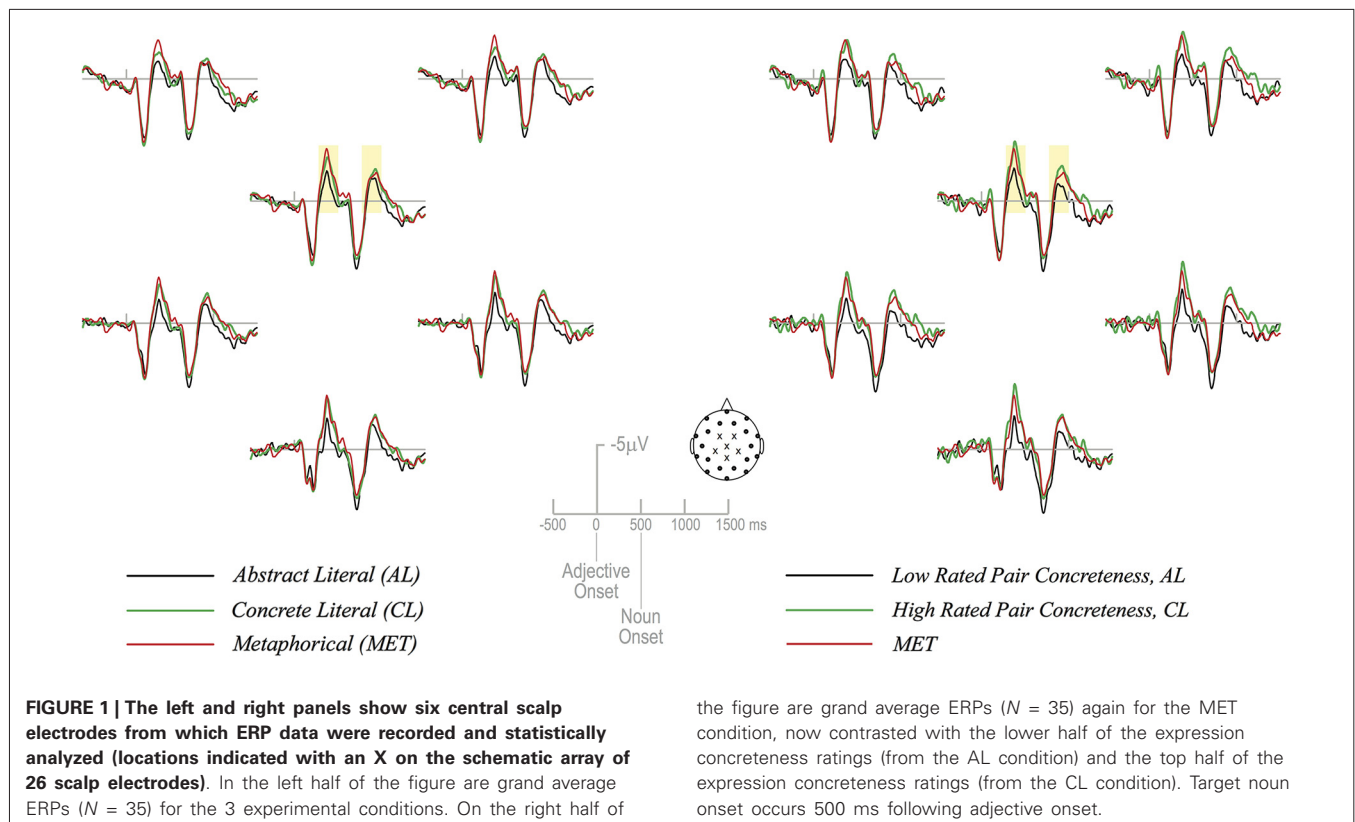 -5μV
-500 0 500 1000 1500 ms
Adjective
Onset
Noun
Onset
Abstract Literal (AL)
Concrete Literal (CL)
Metaphorical (MET)
x x
x
x x
x
Low Rated Pair Concreteness, AL
High Rated Pair Concreteness, CL
MET
FIGURE 1 | The left and right panels show six central scalp
electrodes from which ERP data were recorded and statistically
analyzed (locations indicated with an X on the schematic array of
26 scalp electrodes). In the left half of the figure are grand average
ERPs (N = 35) for the 3 experimental conditions. On the right half of
the figure are grand average ERPs (N = 35) again for the MET
condition, now contrasted with the lower half of the expression
concreteness ratings (from the AL condition) and the top half of the
expression concreteness ratings (from the CL condition). Target noun
onset occurs 500 ms following adjective onset.